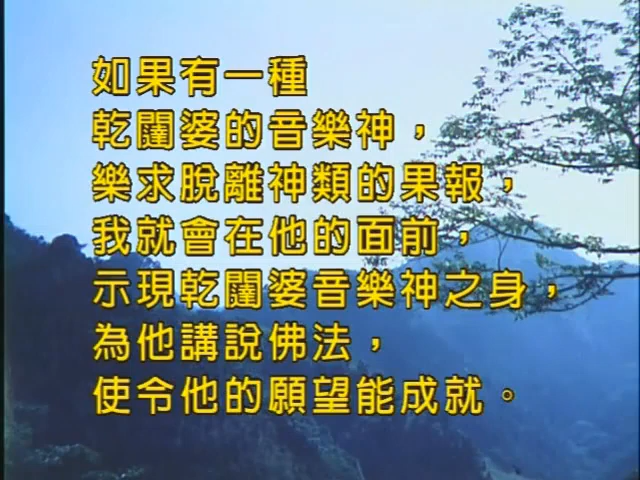 如果有一種
乾闥婆的音樂神，
樂求脫離神類的果報，
我就會在他的面前，
示現乾闥婆音樂神之身，
為他講說佛法，
使令他的願望能成就。